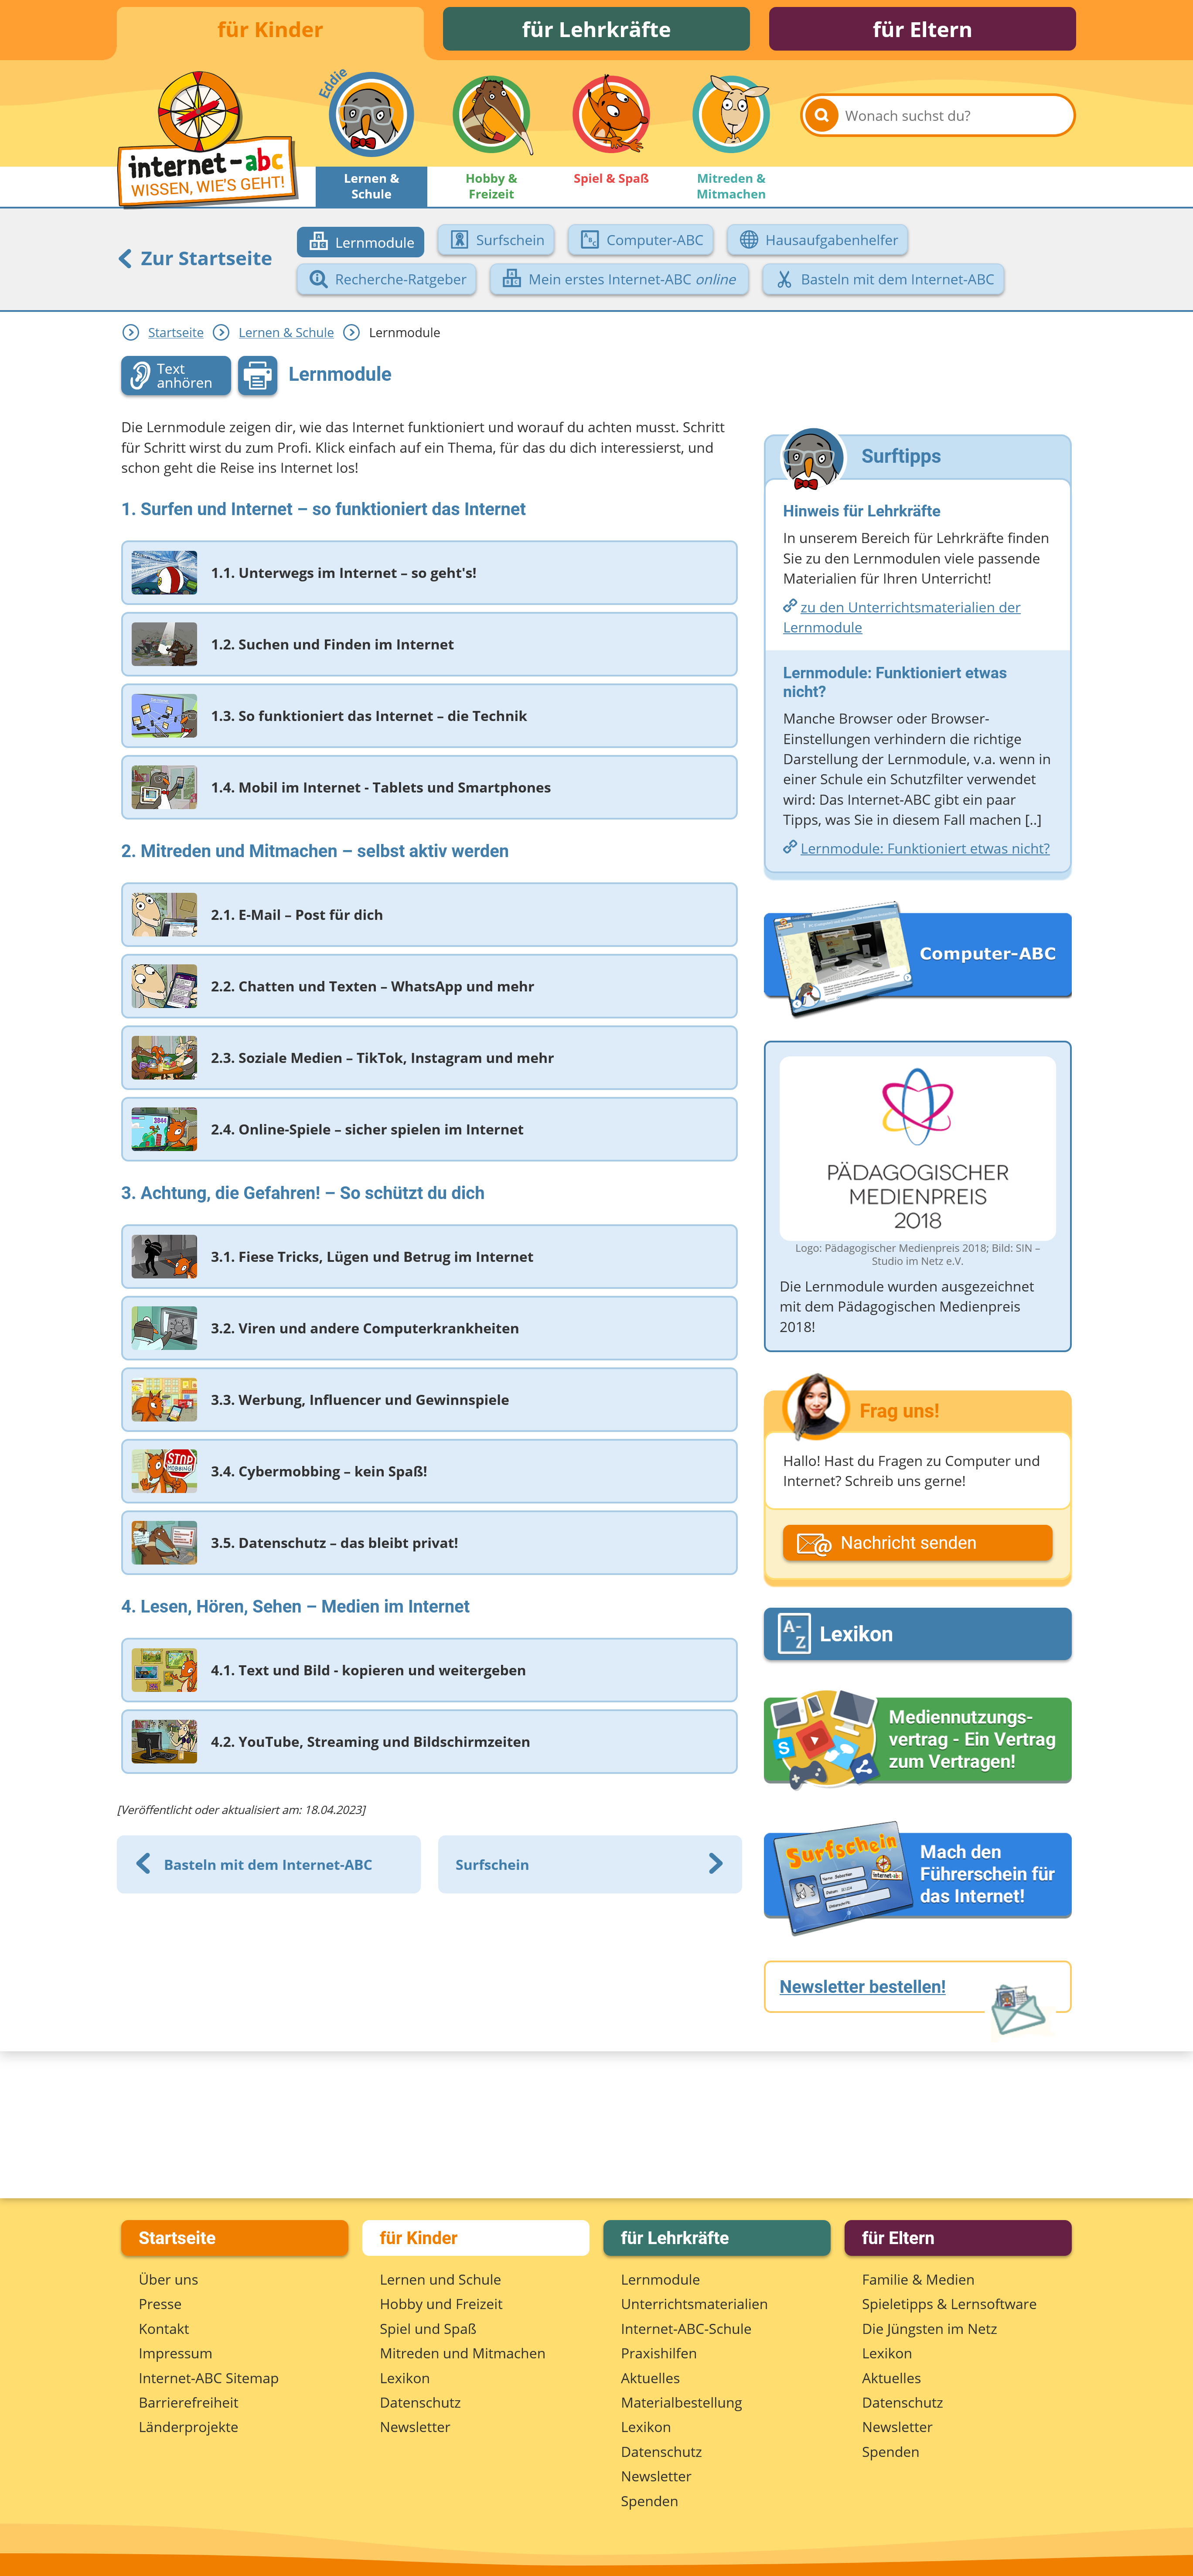 für Kinder
für Lehrkräfte
für Eltern
Eddie
internet-abc
WISSEN, WIE'S GEHT!
Wonach suchst du?
Lernen &
Schule
Hobby &
Freizeit
Spiel & Spaß
Mitreden &
Mitmachen
Zur Startseite
Lernmodule
Surfschein
Computer-ABC
Hausaufgabenhelfer
Recherche-Ratgeber
Mein erstes Internet-ABC online
Basteln mit dem Internet-ABC
Startseite
Lernen & Schule
Lernmodule
Text
anhören
Lernmodule
Die Lernmodule zeigen dir, wie das Internet funktioniert und worauf du achten musst. Schritt
für Schritt wirst du zum Profi. Klick einfach auf ein Thema, für das du dich interessierst, und
schon geht die Reise ins Internet los!
1. Surfen und Internet – so funktioniert das Internet
1.1. Unterwegs im Internet – so geht's!
1.2. Suchen und Finden im Internet
1.3. So funktioniert das Internet – die Technik
1.4. Mobil im Internet - Tablets und Smartphones
2. Mitreden und Mitmachen – selbst aktiv werden
2.1. E-Mail – Post für dich
2.2. Chatten und Texten – WhatsApp und mehr
2.3. Soziale Medien – TikTok, Instagram und mehr
2.4. Online-Spiele – sicher spielen im Internet
3. Achtung, die Gefahren! – So schützt du dich
3.1. Fiese Tricks, Lügen und Betrug im Internet
3.2. Viren und andere Computerkrankheiten
3.3. Werbung, Influencer und Gewinnspiele
STOP
MOBBING
3.4. Cybermobbing – kein Spaß!
3.5. Datenschutz – das bleibt privat!
4. Lesen, Hören, Sehen – Medien im Internet
4.1. Text und Bild - kopieren und weitergeben
4.2. YouTube, Streaming und Bildschirmzeiten
[Veröffentlicht oder aktualisiert am: 18.04.2023]
Basteln mit dem Internet-ABC
Surfschein
Surftipps
Hinweis für Lehrkräfte
In unserem Bereich für Lehrkräfte finden
Sie zu den Lernmodulen viele passende
Materialien für Ihren Unterricht!
zu den Unterrichtsmaterialien der
Lernmodule
Lernmodule: Funktioniert etwas
nicht?
Manche Browser oder Browser-
Einstellungen verhindern die richtige
Darstellung der Lernmodule, v.a. wenn in
einer Schule ein Schutzfilter verwendet
wird: Das Internet-ABC gibt ein paar
Tipps, was Sie in diesem Fall machen [..]
Lernmodule: Funktioniert etwas nicht?
Computer-ABC
PÄDAGOGISCHER
MEDIENPREIS
2018
Logo: Pädagogischer Medienpreis 2018; Bild: SIN –
Studio im Netz e.V.
Die Lernmodule wurden ausgezeichnet
mit dem Pädagogischen Medienpreis
2018!
Frag uns!
Hallo! Hast du Fragen zu Computer und
Internet? Schreib uns gerne!
Nachricht senden
A-Z
Lexikon
Mediennutzungs-
vertrag - Ein Vertrag
zum Vertragen!
Surfschein
internet-abc
Mach den
Führerschein für
das Internet!
Newsletter bestellen!
Startseite
Über uns
Presse
Kontakt
Impressum
Internet-ABC Sitemap
Barrierefreiheit
Länderprojekte
für Kinder
Lernen und Schule
Hobby und Freizeit
Spiel und Spaß
Mitreden und Mitmachen
Lexikon
Datenschutz
Newsletter
für Lehrkräfte
Lernmodule
Unterrichtsmaterialien
Internet-ABC-Schule
Praxishilfen
Aktuelles
Materialbestellung
Lexikon
Datenschutz
Newsletter
Spenden
für Eltern
Familie & Medien
Spieletipps & Lernsoftware
Die Jüngsten im Netz
Lexikon
Aktuelles
Datenschutz
Newsletter
Spenden